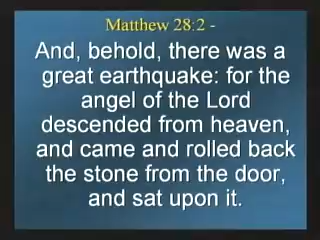 Matthew 28:2 -
And, behold, there was a
great earthquake: for the
angel of the Lord
descended from heaven,
and came and rolled back
the stone from the door,
and sat upon it.